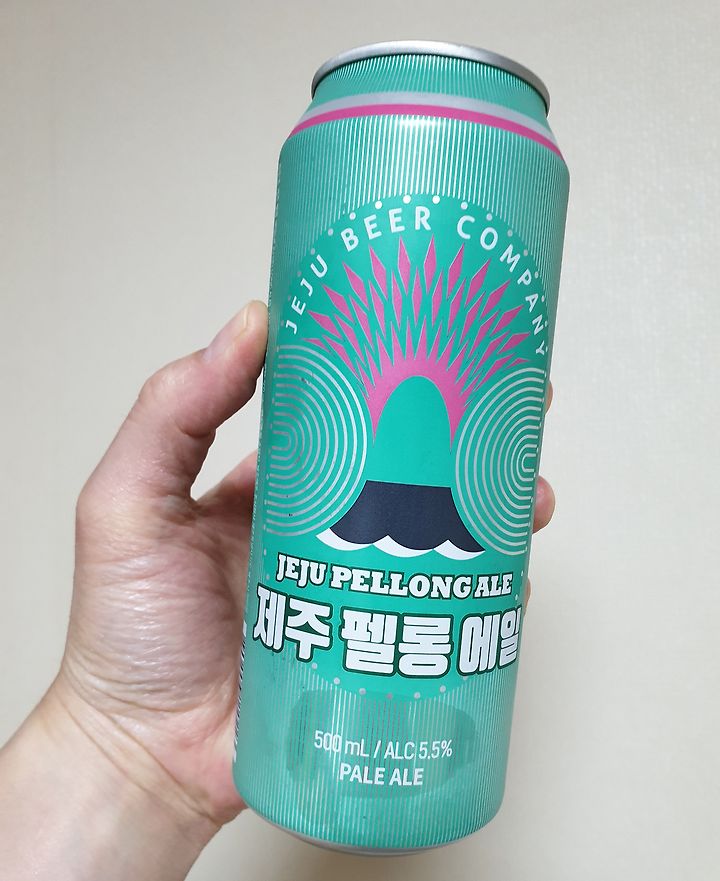 JEJU BEER COMPANY
JEJU PELLONG ALE
제주 펠롱 에일
500 mL / ALC 5.5%
PALE ALE